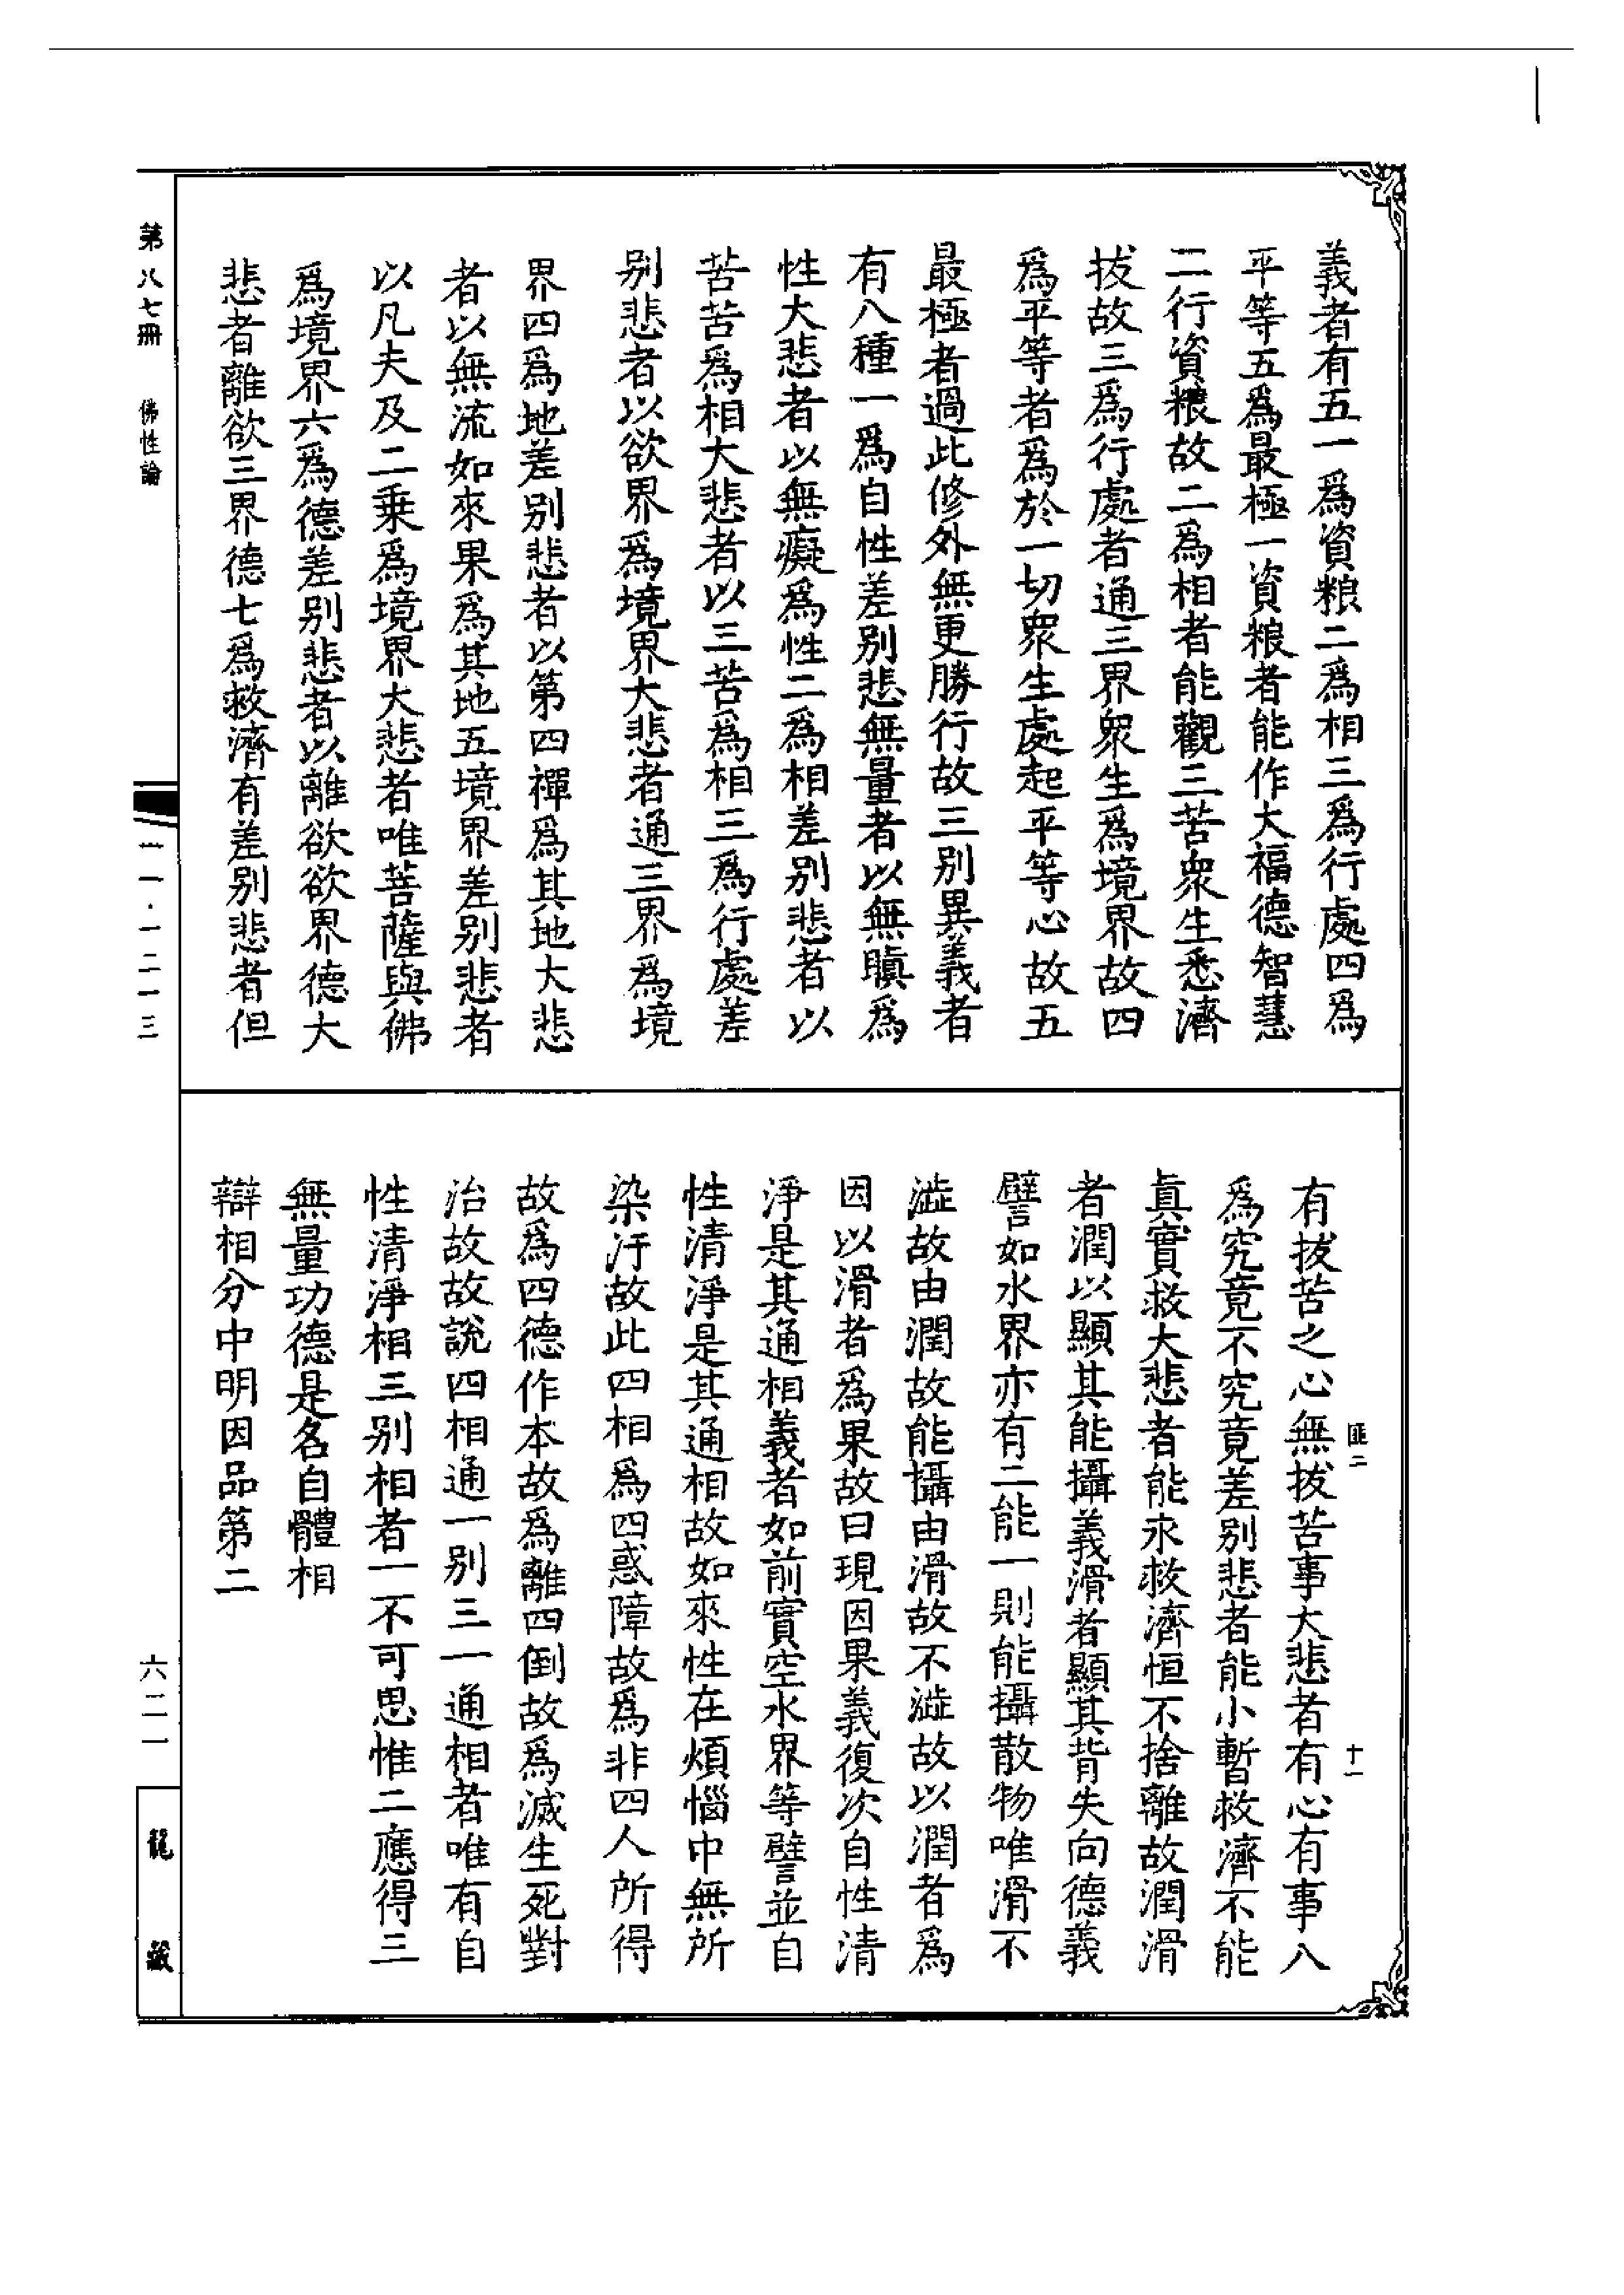 義者有五一爲資粮二爲相三爲行處四爲
平等五爲最極一資粮者能作大福德智慧
二行資粮故二爲相者能觀三苦衆生悉濟
拔故三爲行處者通三界衆生爲境界故四
爲平等者爲於一切衆生處起平等心故五
最極者過此修外無更勝行故三别異義者
有八種一爲自性差别悲無量者以無瞋爲
性大悲者以無癡爲性二爲相差别悲者以
苦苦爲相大悲者以三苦爲相三爲行處差
别悲者以欲界爲境界大悲者通三界爲境
界四爲地差别悲者以第四禪爲其地大悲
者以無流如來果爲其地五境界差别悲者
以凡夫及二乗爲境界大悲者唯菩薩與佛
爲境界六爲德差别悲者以離欲欲界德大
悲者離欲三界德七爲救濟有差别悲者但
有拔苦之心無拔苦事大悲者有心有事八
爲究竟不究竟差别悲者能小暫救濟不能
真實救大悲者能永救濟恒不捨離故潤滑
者潤以顯其能攝義滑者顯其背失向德義
譬如水界亦有二能一則能攝散物唯滑不
澁故由潤故能攝由滑故不澁故以潤者爲
因以滑者爲果故曰現因果義復次自性清
淨是其通相義者如前實空水界等譬並自
性清淨是其通相故如來性在煩惱中無所
染汙故此四相爲四惑障故爲非四人所得
故爲四德作本故爲離四倒故爲滅生死對
治故故說四相通一别三一通相者唯有自
性清淨相三别相者一不可思惟二應得三
無量功德是名自體相
辯相分中明因品第二
匪二
十一
第八七冊
佛性論
一一·一二一三
六二一
龍藏